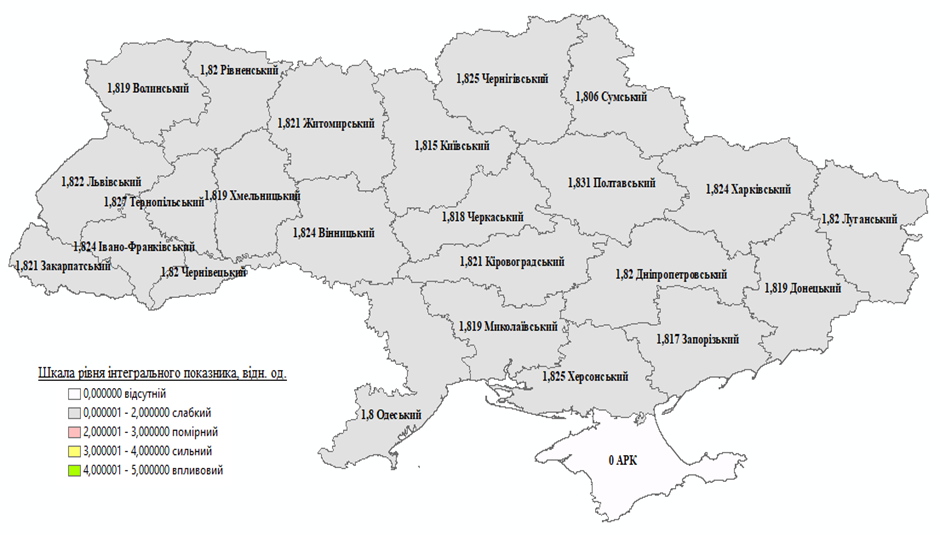 1,82 Рівненський
1,825 Чернігівський
1,819 Волинський
1,806 Сумський
1,821 Житомирський
1,815 Київський
1,822 Львівський
1,827 Тернопільський
1,819 Хмельницький
1,831 Полтавський
1,824 Харківський
1,818 Черкаський
1,82 Луганський
1,824 Вінницький
1,824 Івано-Франківський
1,821 Закарпатський
1,82 Чернівецький
1,821 Кіровоградський
1,82 Дніпропетровський
1,819 Донецький
1,819 Миколаївський
1,817 Запорізький
1,825 Херсонський
1,8 Одеський
0 АРК
Шкала рівня інтегрального показника, відн. од.
0,000000 відсутній
0,000001 - 2,000000 слабкий
2,000001 - 3,000000 помірний
3,000001 - 4,000000 сильний
4,000001 - 5,000000 впливовий